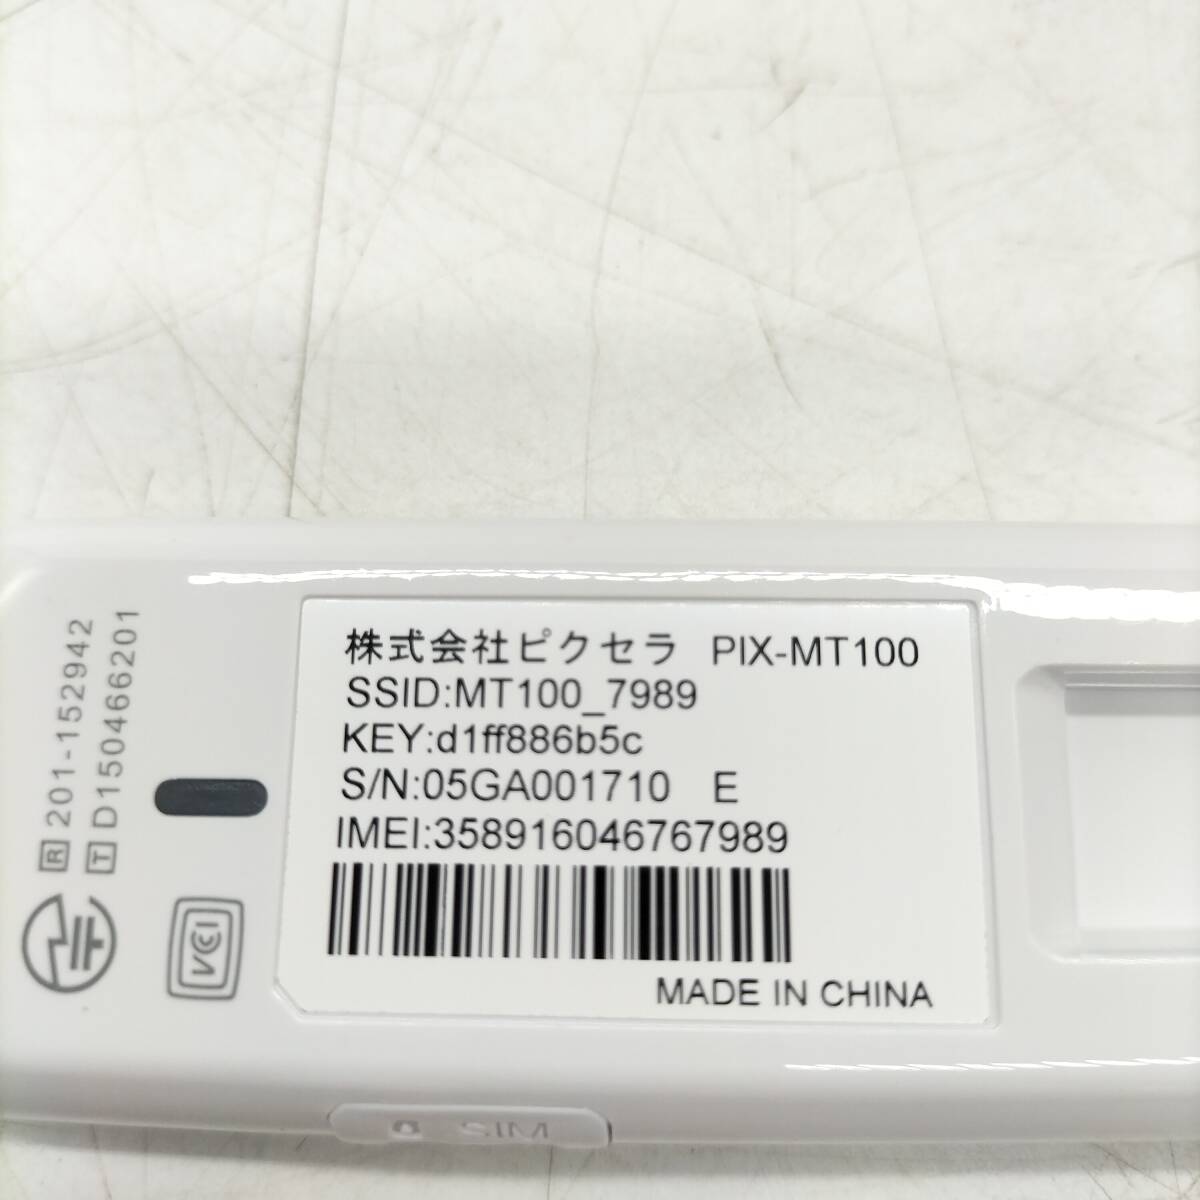 株式会社ピクセラ PIX-MT100
SSID:MT100_7989
KEY:d1ff886b5c
S/N:05GA001710 E
IMEI:358916046767989
MADE IN CHINA
R 201-152942
T D150466201
VCI
SIM